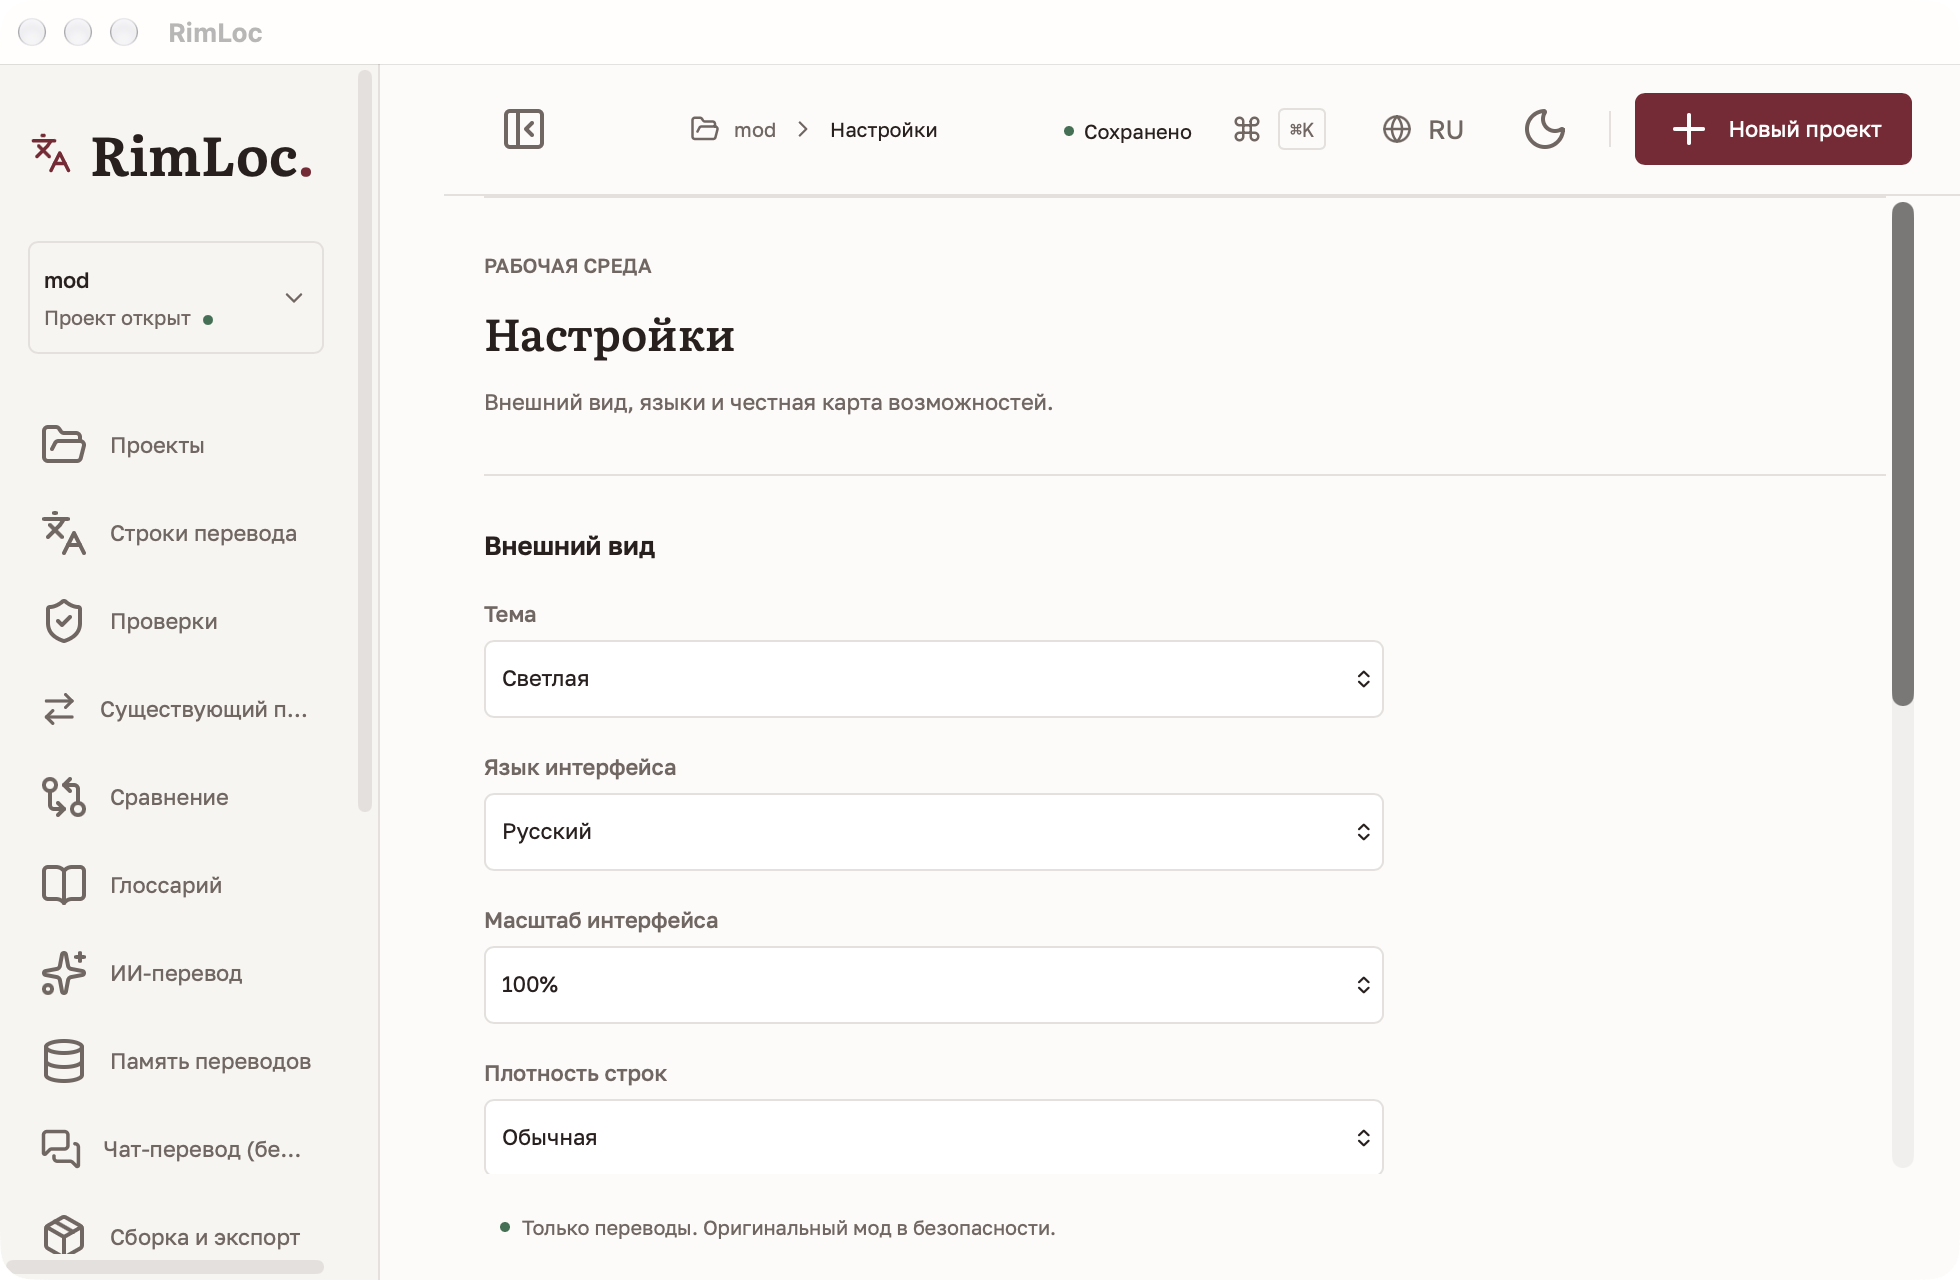 RimLoc
RimLoc.
mod
Проект открыт
Проекты
Строки перевода
Проверки
Существующий п...
Сравнение
Глоссарий
ИИ-перевод
Память переводов
Чат-перевод (бе...
Сборка и экспорт
mod > Настройки
Сохранено
⌘K
RU
Новый проект
РАБОЧАЯ СРЕДА
Настройки
Внешний вид, языки и честная карта возможностей.
Внешний вид
Тема
Светлая
Язык интерфейса
Русский
Масштаб интерфейса
100%
Плотность строк
Обычная
Только переводы. Оригинальный мод в безопасности.